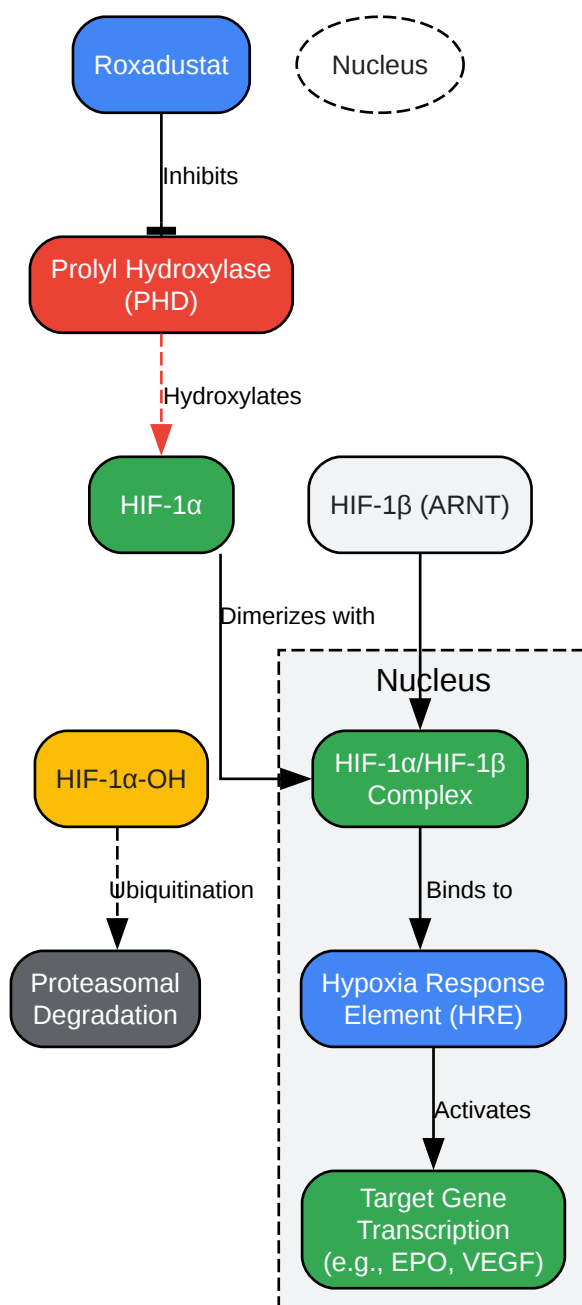 Roxadustat
Nucleus
Inhibits
Prolyl Hydroxylase
(PHD)
Hydroxylates
HIF-1α
HIF-1β (ARNT)
Dimerizes with
Nucleus
HIF-1α-OH
HIF-1α/HIF-1β
Complex
Ubiquitination
Binds to
Proteasomal
Degradation
Hypoxia Response
Element (HRE)
Activates
Target Gene
Transcription
(e.g., EPO, VEGF)